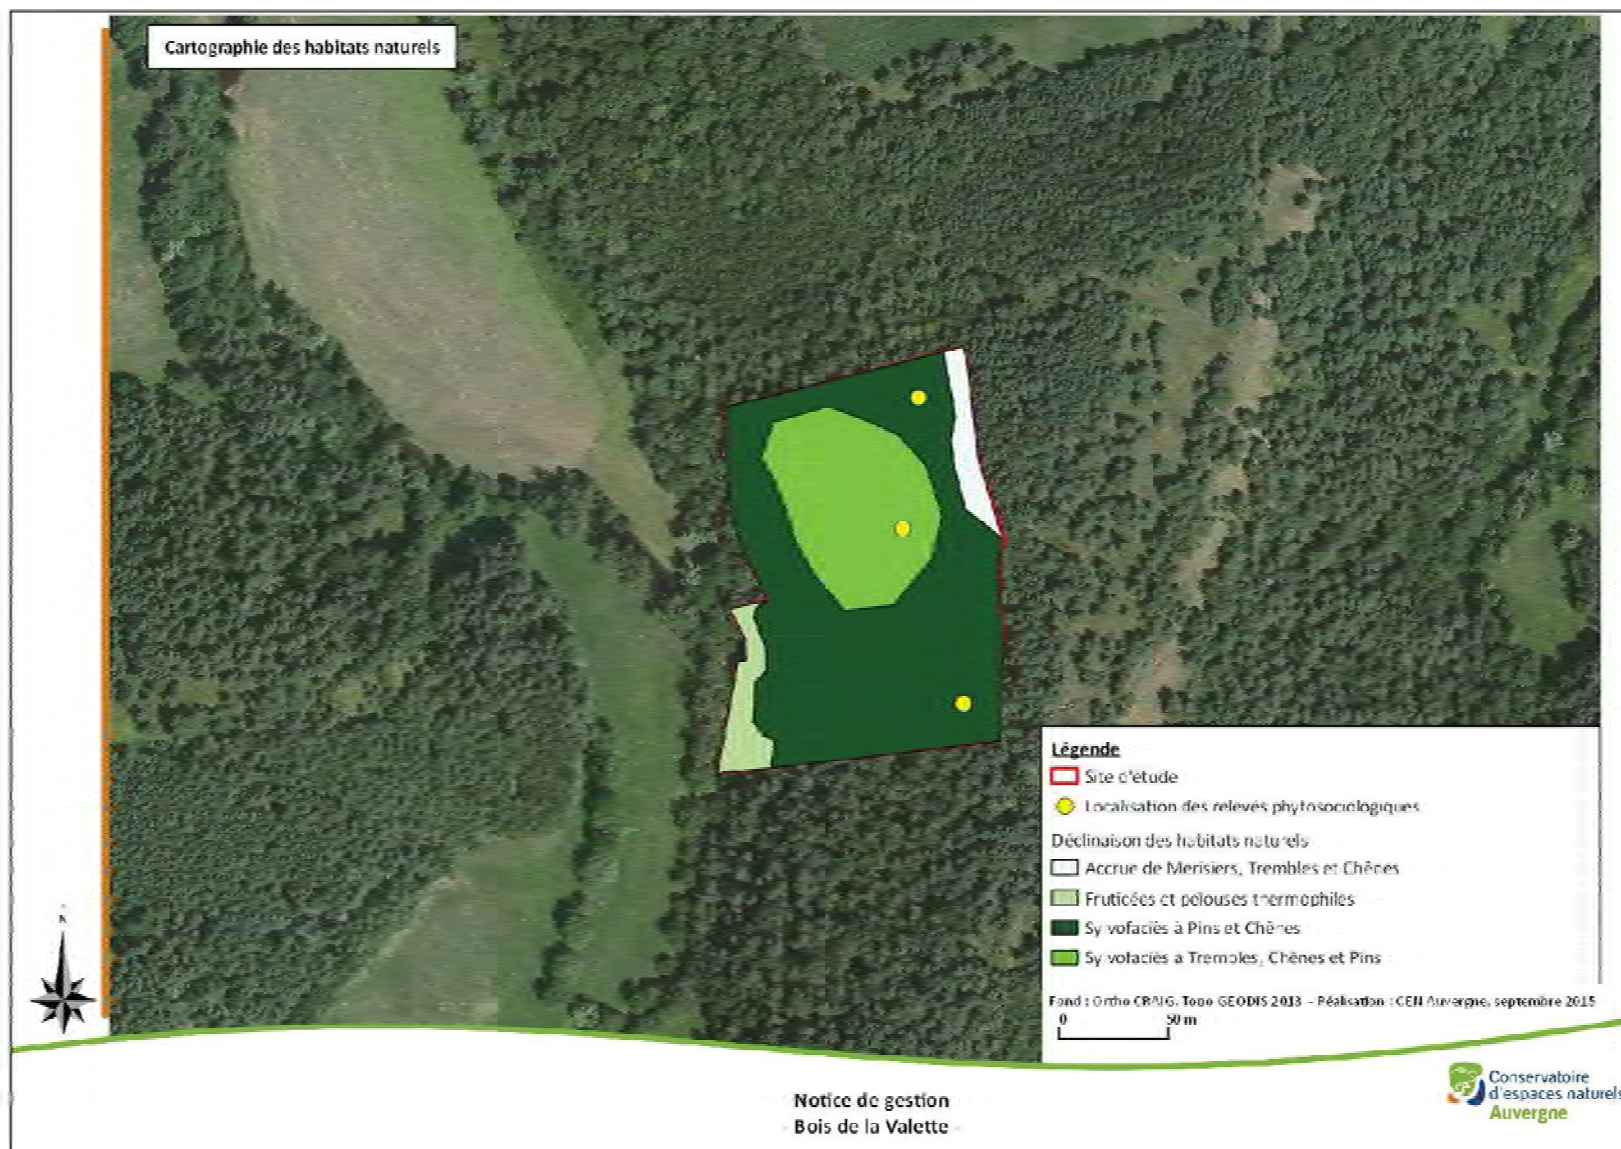 Cartographie des habitats naturels
Légende
Site d'étude
Localisation des relevés phytosociologiques
Déclinaison des habitats naturels
Accrue de Merisiers, Trembles et Chênes
Fruticées et pelouses thermophiles
Sylvofaciès à Pins et Chênes
Sylvofaciès à Trembles, Chênes et Pins
Fond : Ortho CRAIG, Topo GEODIS 2013 - Réalisation : CEN Auvergne, septembre 2015
0 50 m
N
Notice de gestion
- Bois de la Valette -
Conservatoire
d'espaces naturels
Auvergne